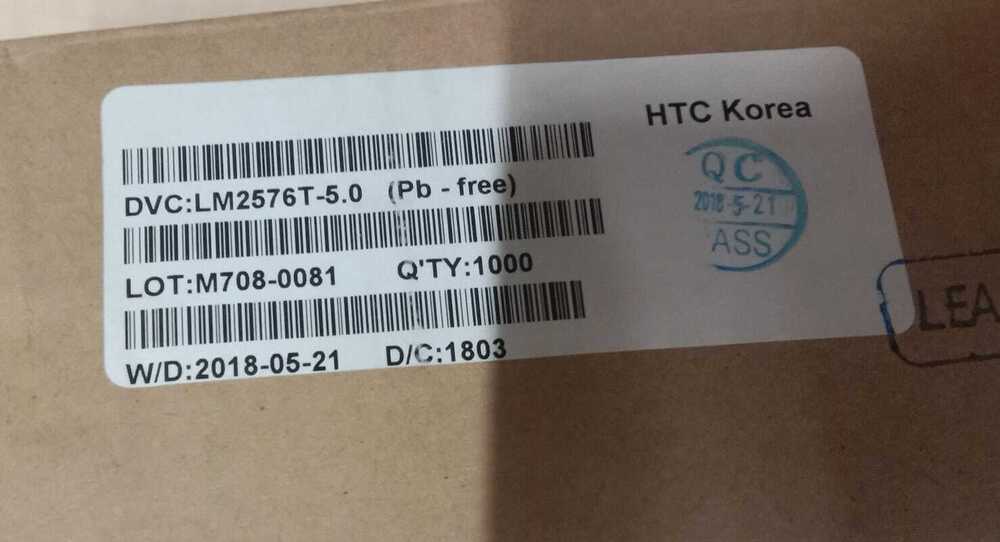 HTC Korea
DVC:LM2576T-5.0 (Pb - free)
LOT:M708-0081 Q'TY:1000
W/D:2018-05-21 D/C:1803
QC
2018-5-21
ASS
LEA